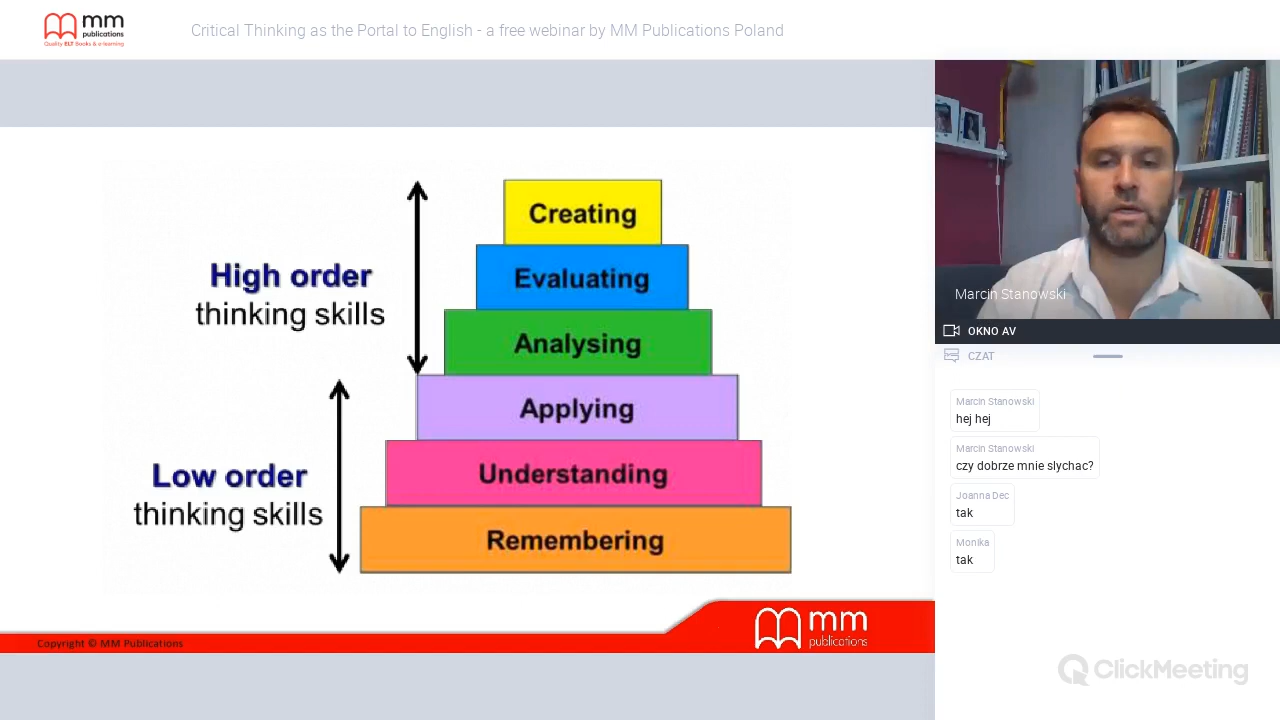 mm
publications
Quality ELT Books & e-learning
Critical Thinking as the Portal to English - a free webinar by MM Publications Poland
Creating
Evaluating
Analysing
Applying
Understanding
Remembering
High order
thinking skills
Low order
thinking skills
Copyright © MM Publications
mm
publications
Marcin Stanowski
OKNO AV
CZAT
Marcin Stanowski
hej hej
Marcin Stanowski
czy dobrze mnie slychac?
Joanna Dec
tak
Monika
tak
ClickMeeting